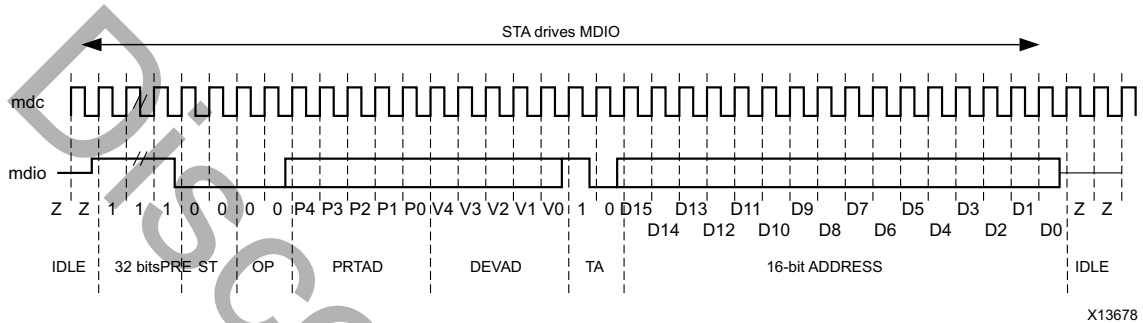 STA drives MDIO
mdc
mdio
Z Z 1 1 1 0 0 0 0 P4 P3 P2 P1 P0 V4 V3 V2 V1 V0 1 0 D15 D13 D11 D9 D7 D5 D3 D1 Z Z
D14 D12 D10 D8 D6 D4 D2 D0
IDLE 32 bits PRE ST OP PRTAD DEVAD TA 16-bit ADDRESS IDLE
X13678